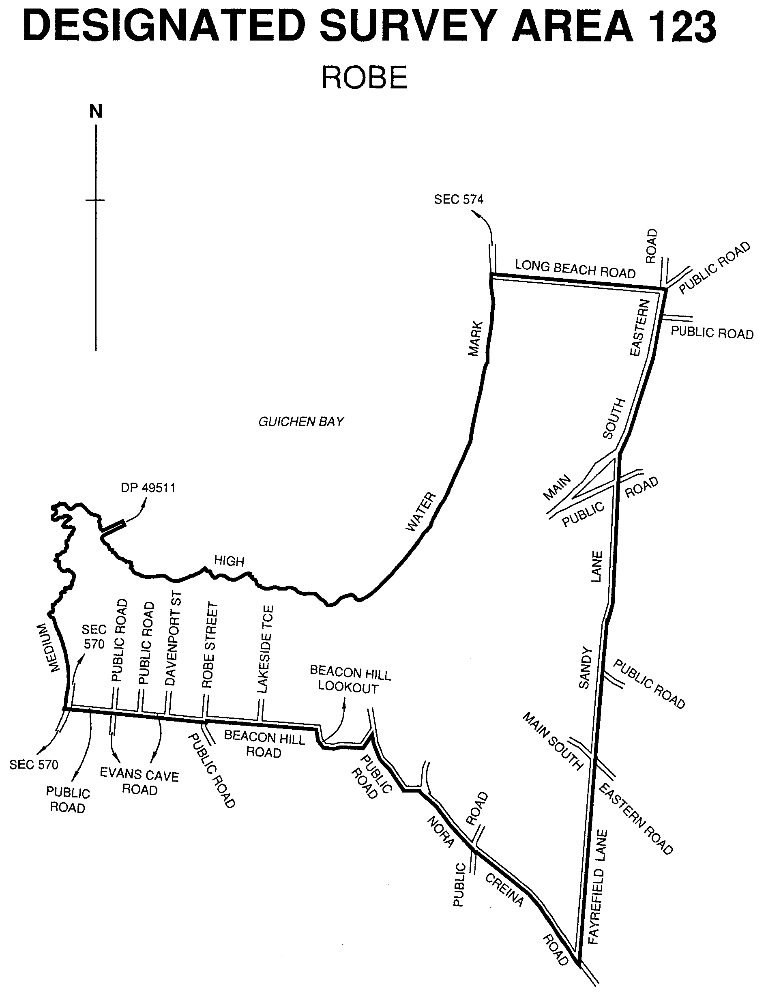 DESIGNATED SURVEY AREA 123
ROBE
N
SEC 574
LONG BEACH ROAD
ROAD
PUBLIC ROAD
PUBLIC ROAD
MAIN SOUTH EASTERN
GUICHEN BAY
DP 49511
MEDIUM HIGH WATER MARK
PUBLIC ROAD
SANDY LANE
SEC
570
PUBLIC ROAD
PUBLIC ROAD
DAVENPORT ST
ROBE STREET
LAKESIDE TCE
BEACON HILL
LOOKOUT
PUBLIC ROAD
MAIN SOUTH
EASTERN ROAD
SEC 570
PUBLIC
ROAD
EVANS CAVE
ROAD
PUBLIC ROAD
BEACON HILL
ROAD
PUBLIC
ROAD
NORA CREINA ROAD
PUBLIC ROAD
FAYREFIELD LANE